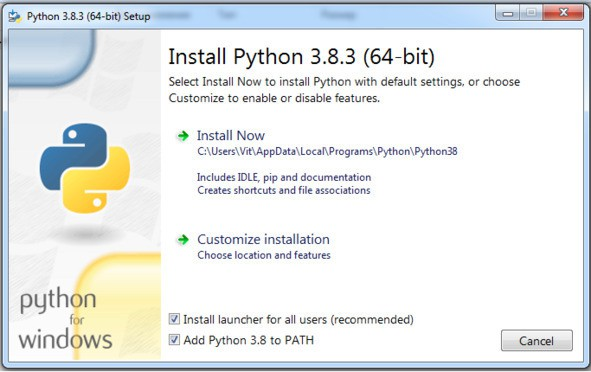 Python 3.8.3 (64-bit) Setup
Install Python 3.8.3 (64-bit)
Select Install Now to install Python with default settings, or choose
Customize to enable or disable features.
Install Now
C:\Users\Vit\AppData\Local\Programs\Python\Python38
Includes IDLE, pip and documentation
Creates shortcuts and file associations
Customize installation
Choose location and features
python
for
windows
Install launcher for all users (recommended)
Add Python 3.8 to PATH
Cancel